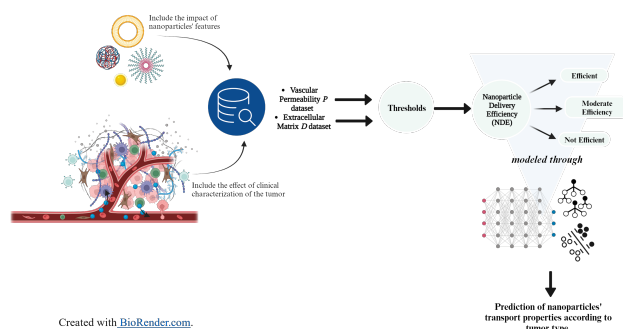 Include the impact of
nanoparticles' features
• Vascular
Permeability P
dataset
• Extracellular
Matrix D dataset
Thresholds
Nanoparticle
Delivery
Efficiency
(NDE)
Efficient
Moderate
Efficiency
Not Efficient
modeled through
Include the effect of clinical
characterization of the tumor
Prediction of nanoparticles'
transport properties according to
tumor type
Created with BioRender.com.